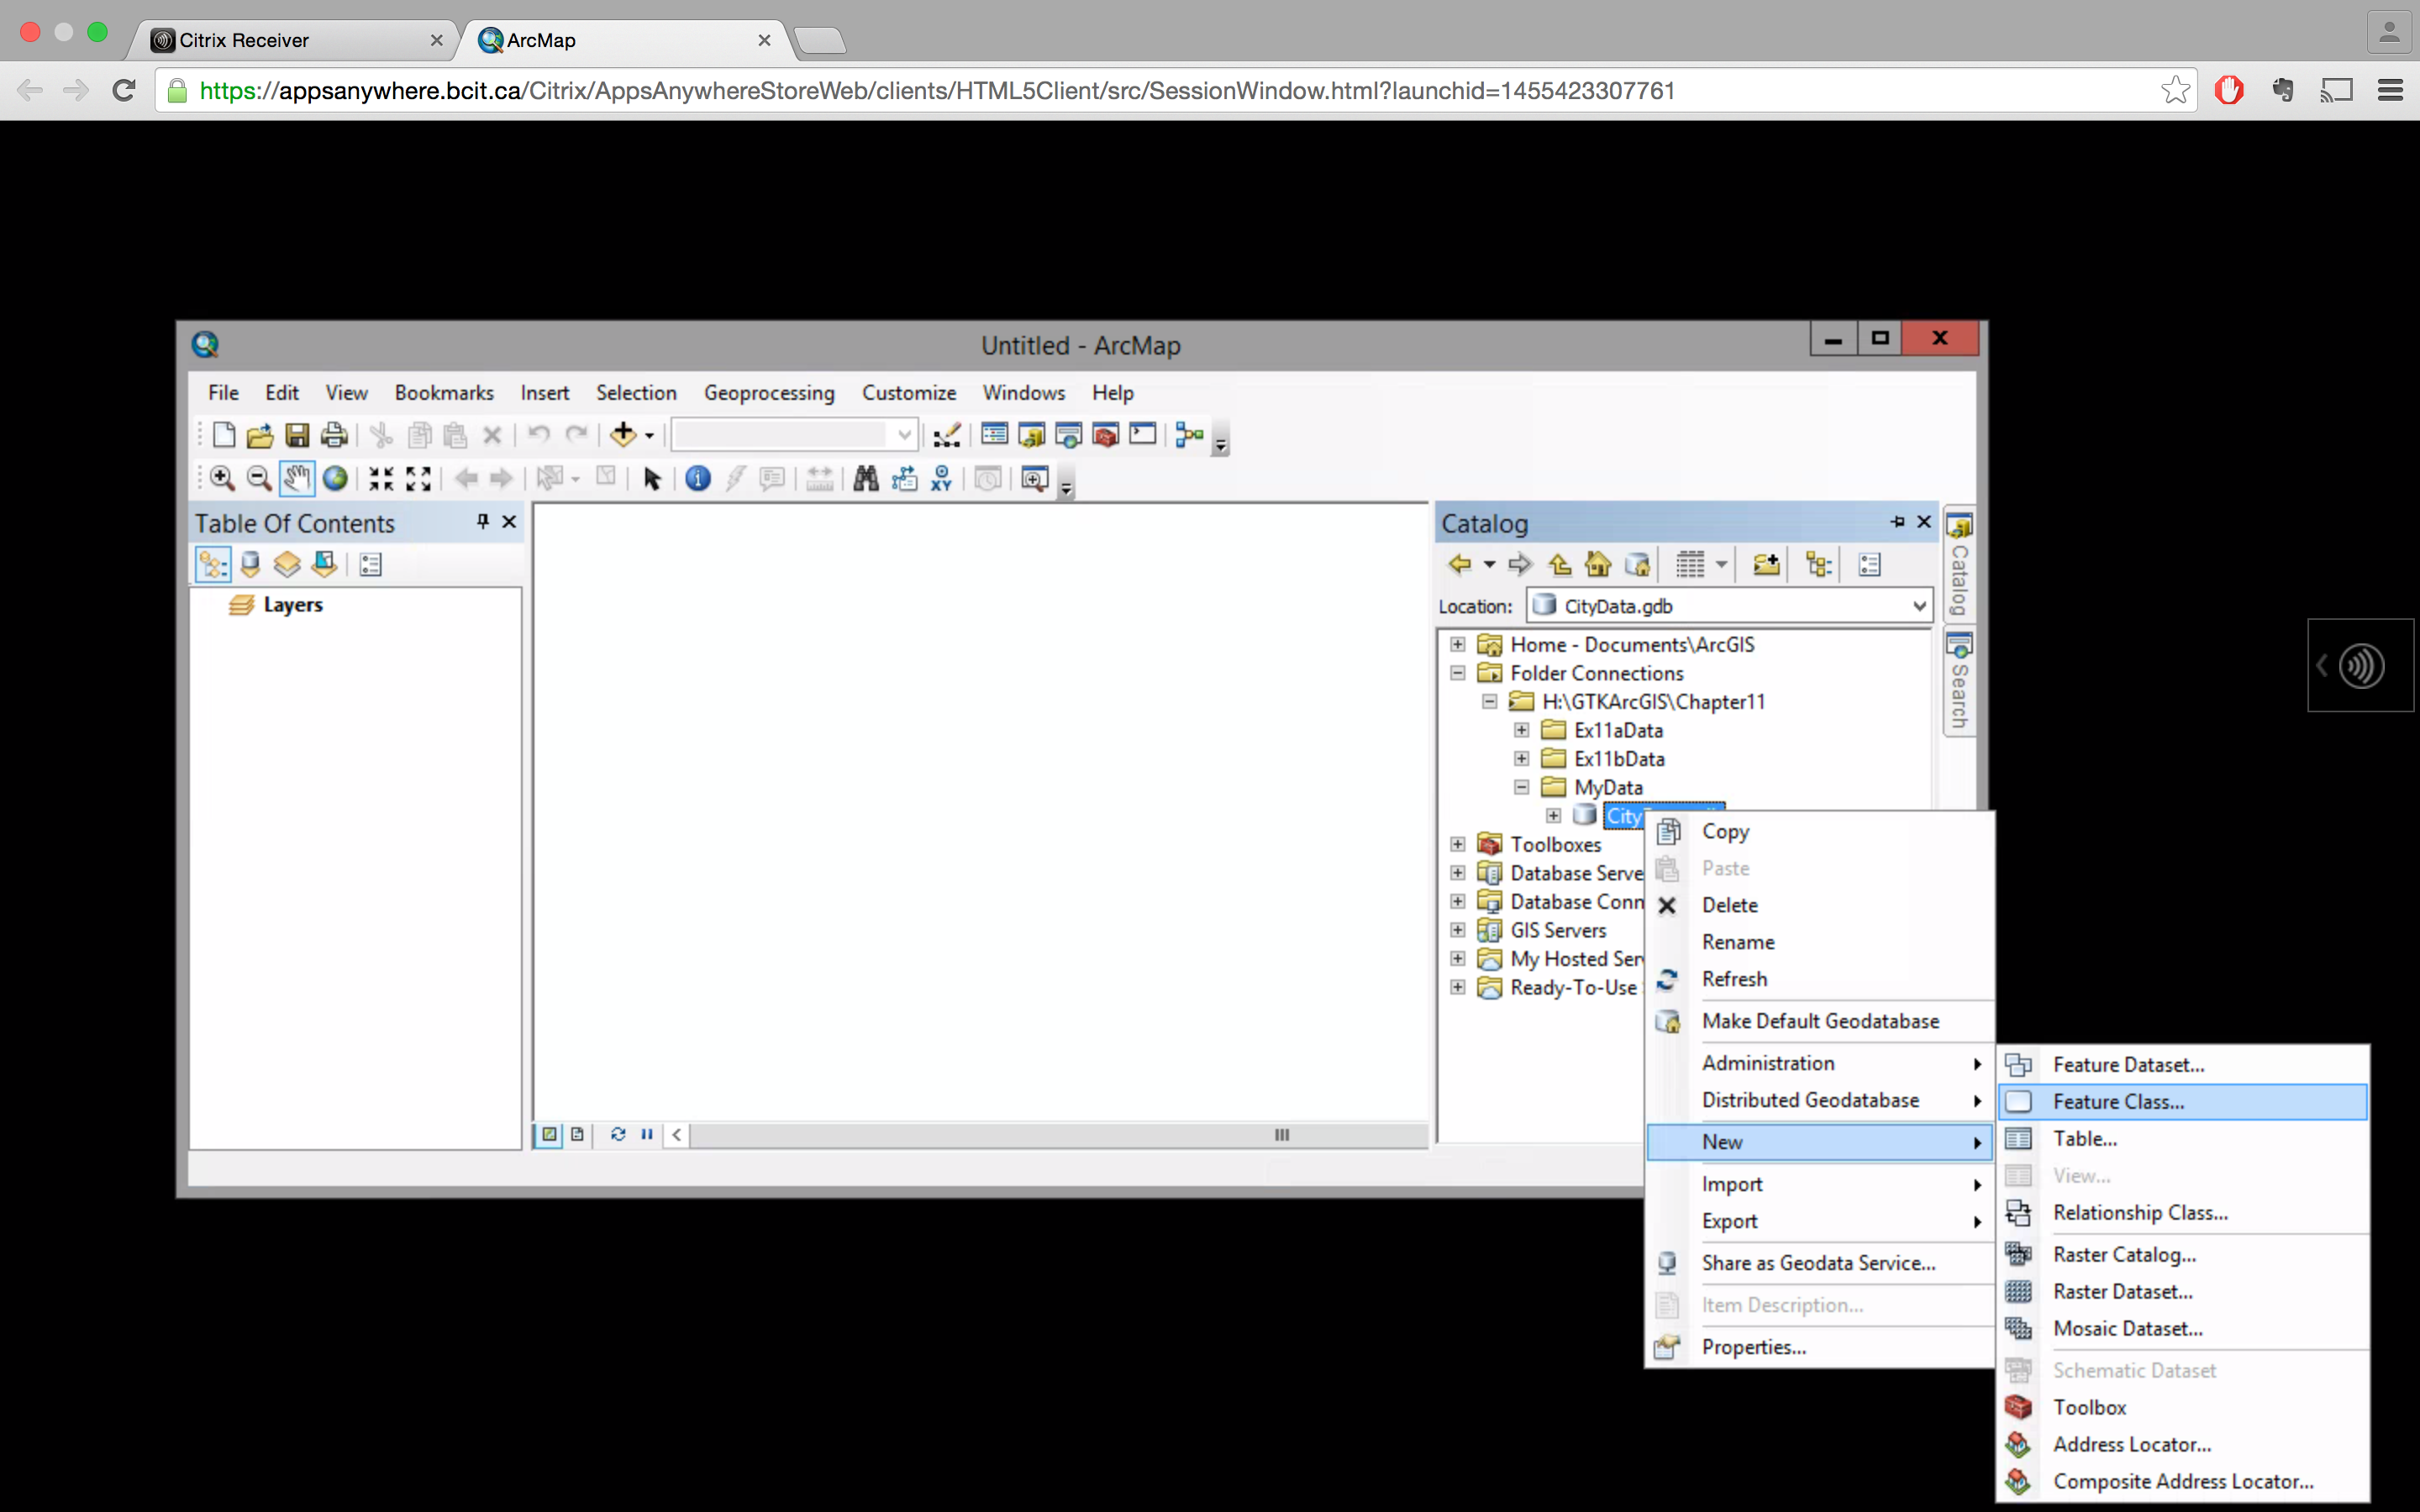 Citrix Receiver
ArcMap
https://appsanywhere.bcit.ca/Citrix/AppsAnywhereStoreWeb/clients/HTML5Client/src/SessionWindow.html?launchid=1455423307761
Untitled - ArcMap
File Edit View Bookmarks Insert Selection Geoprocessing Customize Windows Help
XY
Table Of Contents
Layers
Catalog
Location: CityData.gdb
Home - Documents\ArcGIS
Folder Connections
H:\GTKArcGIS\Chapter11
Ex11aData
Ex11bData
MyData
City
Toolboxes
Database Serve
Database Conn
GIS Servers
My Hosted Ser
Ready-To-Use
Catalog
Search
Copy
Paste
Delete
Rename
Refresh
Make Default Geodatabase
Administration
Distributed Geodatabase
New
Import
Export
Share as Geodata Service...
Item Description...
Properties...
Feature Dataset...
Feature Class...
Table...
View...
Relationship Class...
Raster Catalog...
Raster Dataset...
Mosaic Dataset...
Schematic Dataset
Toolbox
Address Locator...
Composite Address Locator...